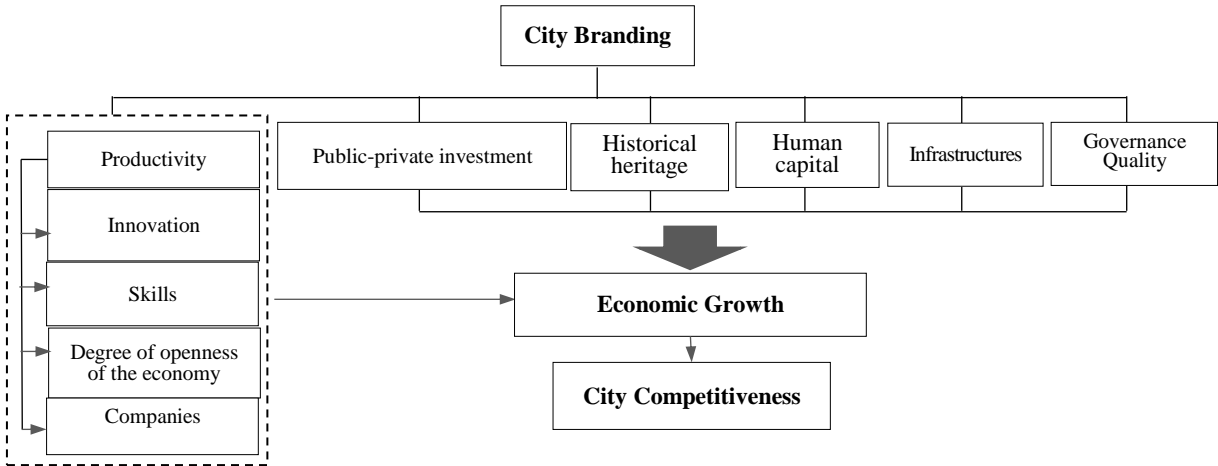 City Branding
Productivity
Innovation
Skills
Degree of openness
of the economy
Companies
Public-private investment
Historical
heritage
Human
capital
Infrastructures
Governance
Quality
Economic Growth
City Competitiveness